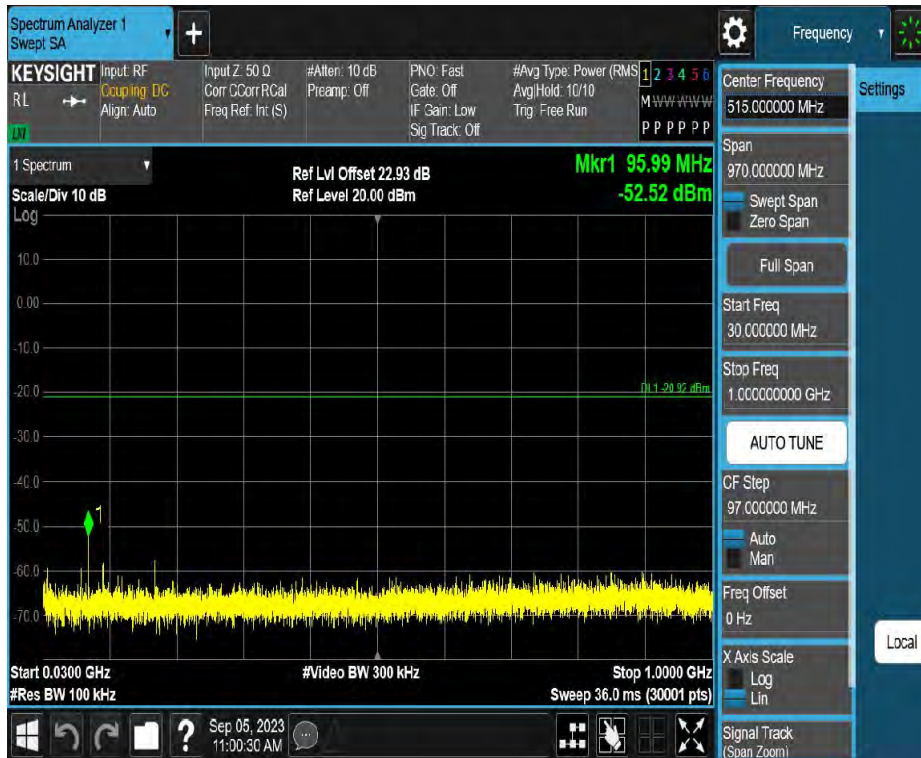 Spectrum Analyzer 1
Swept SA
+
Frequency
KEYSIGHT
RL
LXI
Input: RF
Coupling: DC
Align: Auto
Input Z: 50 Ω
Corr CCorr RCal
Freq Ref: Int (S)
#Atten: 10 dB
Preamp: Off
PNO: Fast
Gate: Off
IF Gain: Low
Sig Track: Off
#Avg Type: Power (RMS
Avg|Hold: 10/10
Trig: Free Run
1 2 3 4 5 6
M W W W W W
P P P P P P
Center Frequency
515.000000 MHz
Settings
Span
970.000000 MHz
Swept Span
Zero Span
Full Span
Start Freq
30.000000 MHz
Stop Freq
1.000000000 GHz
AUTO TUNE
CF Step
97.000000 MHz
Auto
Man
Freq Offset
0 Hz
X Axis Scale
Log
Lin
Signal Track
(Span Zoom)
Local
1 Spectrum
Scale/Div 10 dB
Log
Ref Lvl Offset 22.93 dB
Ref Level 20.00 dBm
Mkr1 95.99 MHz
-52.52 dBm
10.0
0.00
-10.0
-20.0
DL1 -20.92 dBm
-30.0
-40.0
1
-50.0
-60.0
-70.0
Start 0.0300 GHz
#Res BW 100 kHz
#Video BW 300 kHz
Stop 1.0000 GHz
Sweep 36.0 ms (30001 pts)
?
Sep 05, 2023
11:00:30 AM